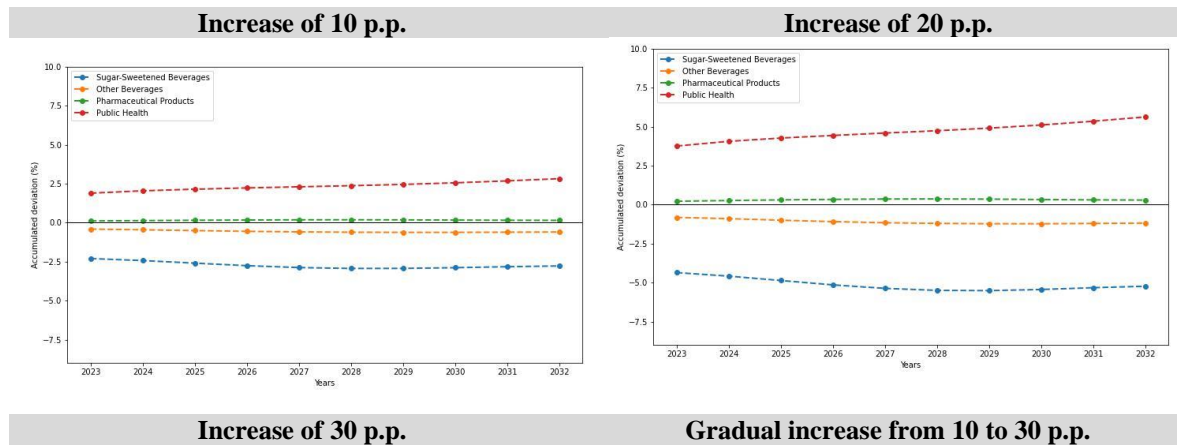 Increase of 10 p.p.
Increase of 20 p.p.
10.0
7.5
5.0
2.5
0.0
−2.5
−5.0
−7.5
Accumulated deviation (%)
Sugar-Sweetened Beverages
Other Beverages
Pharmaceutical Products
Public Health
2023 2024 2025 2026 2027 2028 2029 2030 2031 2032
Years
10.0
7.5
5.0
2.5
0.0
−2.5
−5.0
−7.5
Accumulated deviation (%)
Sugar-Sweetened Beverages
Other Beverages
Pharmaceutical Products
Public Health
2023 2024 2025 2026 2027 2028 2029 2030 2031 2032
Years
Increase of 30 p.p.
Gradual increase from 10 to 30 p.p.